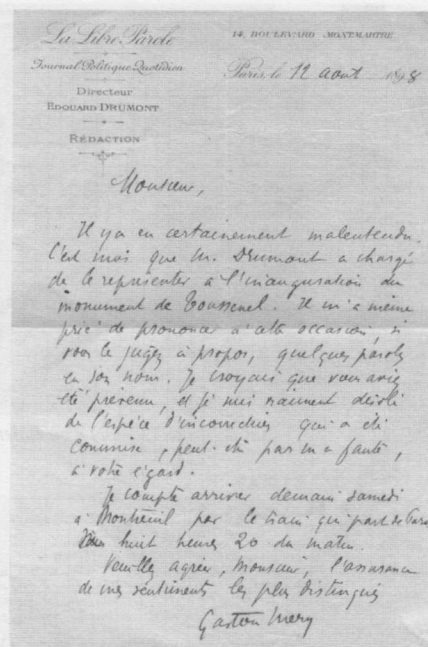 La Libre Parole
14, BOULEVARD MONTMARTRE
Journal Politique Quotidien
Paris, le 12 aout 1898
Directeur
EDOUARD DRUMONT
RÉDACTION
Monsieur,
Il y a eu certainement malentendu.
C'est moi que M. Drumont a chargé
de le représenter à l'inauguration du
monument de Toussenel. Il m'a même
prié de prononcer à cette occasion, si
vous le jugez à propos, quelques paroles
en son nom. Je croyais que vous aviez
été prévenu, et je suis vraiment désolé
de l'espèce d'incorrection qui a été
commise, peut-être par ma faute,
à votre égard.
Je compte arriver demain samedi
à Montreuil par le train qui part de Paris
huit heures 20 du matin.
Veuillez agréer, Monsieur, l'assurance
de mes sentiments les plus distingués
Gaston Mery